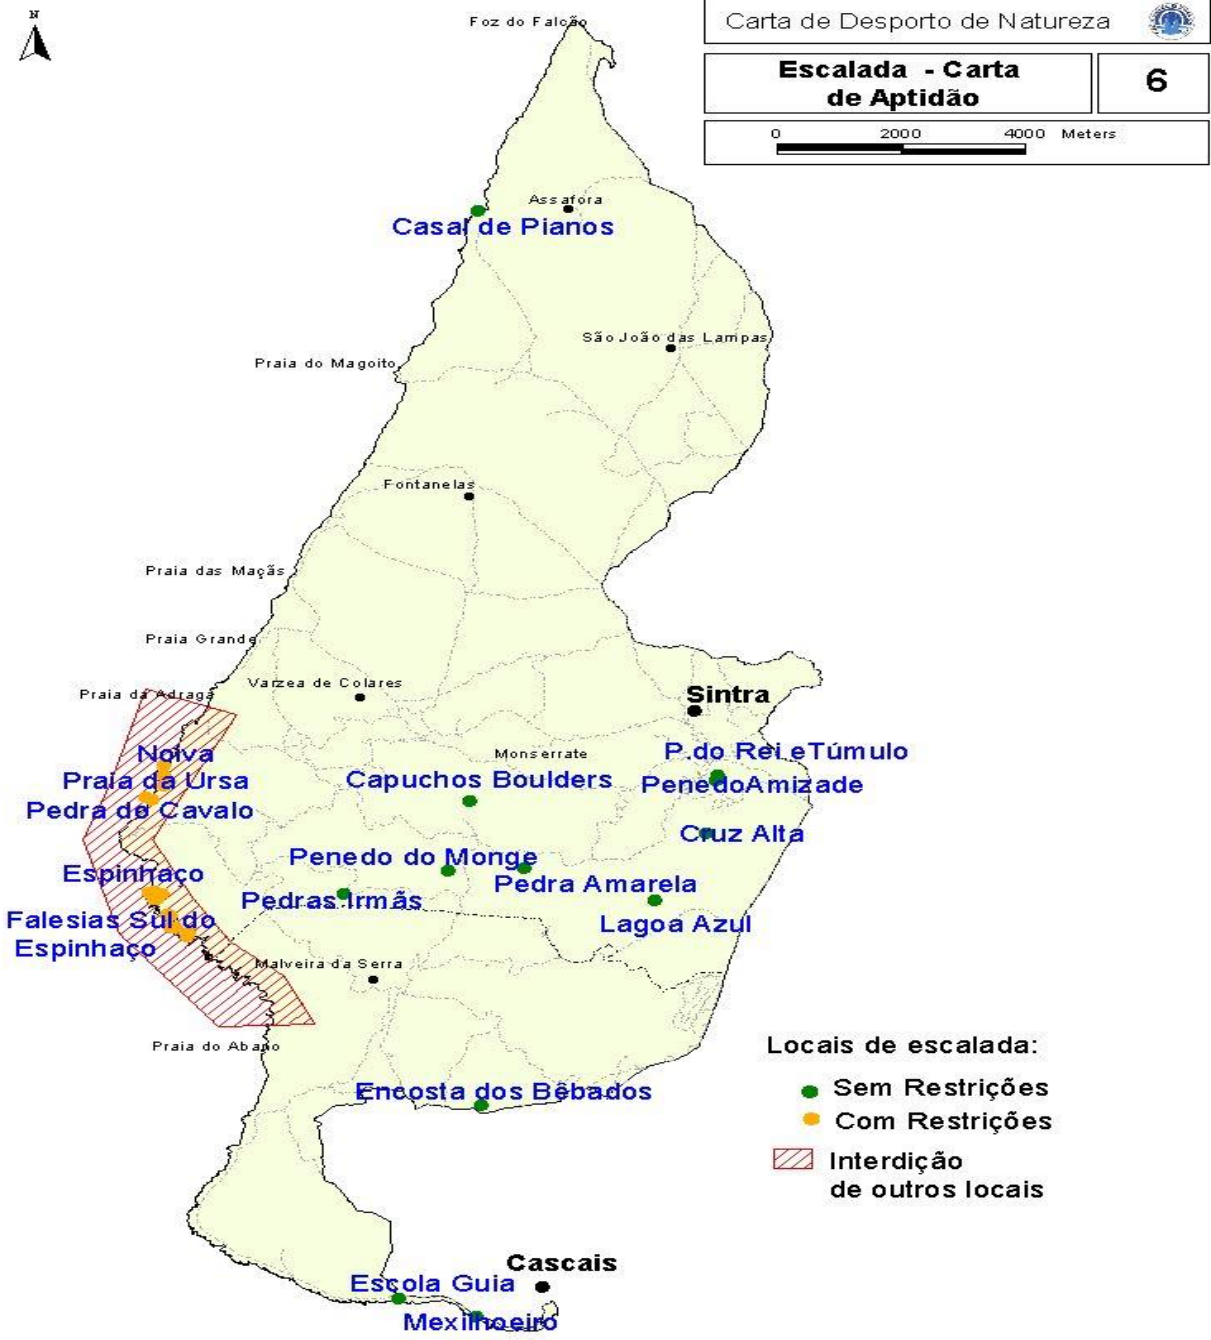 N
Foz do Falcão
Carta de Desporto de Natureza
Escalada - Carta
de Aptidão
6
0 2000 4000 Meters
Assafora
Casal de Pianos
São João das Lampas
Praia do Magoito
Fontanelas
Praia das Maçãs
Praia Grande
Varzea de Colares
Praia da Adraga
Sintra
Noiva
Monserrate
P.do Rei eTúmulo
Praia da Ursa
Capuchos Boulders
PenedoAmizade
Pedra do Cavalo
Cruz Alta
Penedo do Monge
Espinhaço
Pedra Amarela
Pedras Irmãs
Falesias Sul do
Espinhaço
Lagoa Azul
Malveira da Serra
Praia do Abano
Locais de escalada:
Encosta dos Bêbados
Sem Restrições
Com Restrições
Interdição
de outros locais
Cascais
Escola Guia
Mexilhoeiro